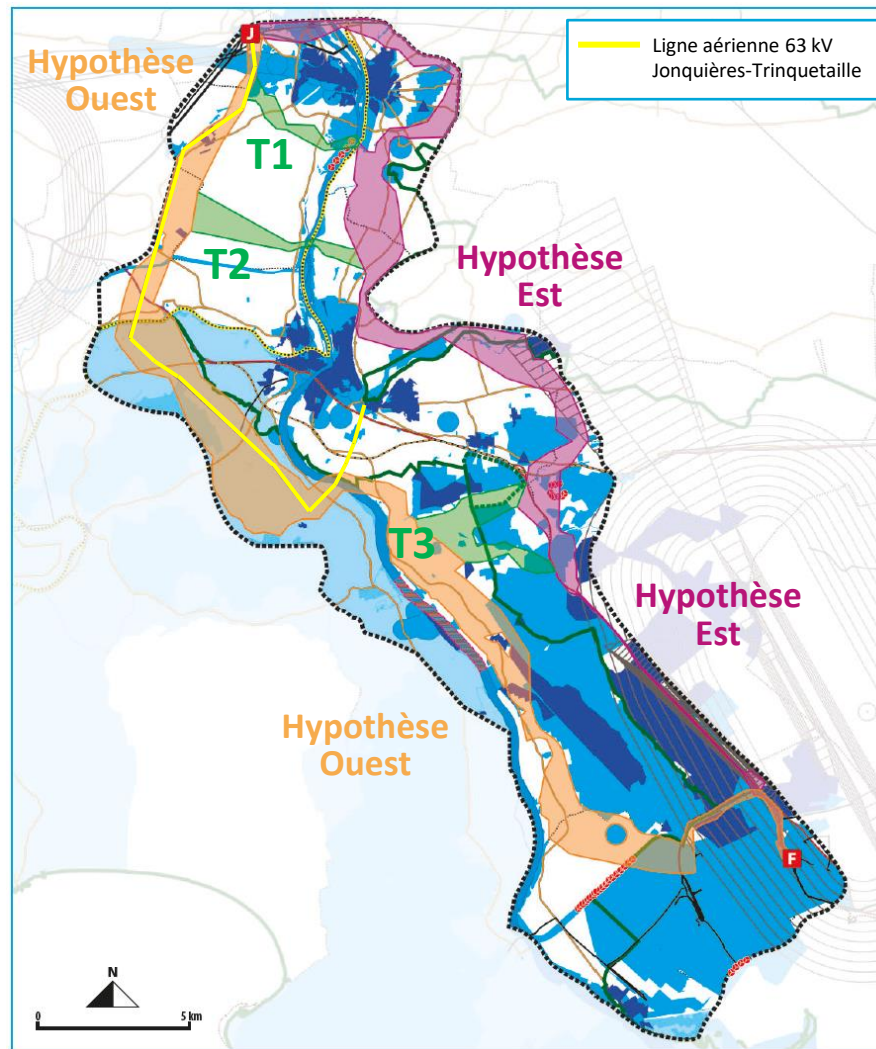 J
Hypothèse
Ouest
Ligne aérienne 63 kV
Jonquières-Trinquetaille
T1
T2
Hypothèse
Est
T3
Hypothèse
Est
Hypothèse
Ouest
F
N
0
5 km